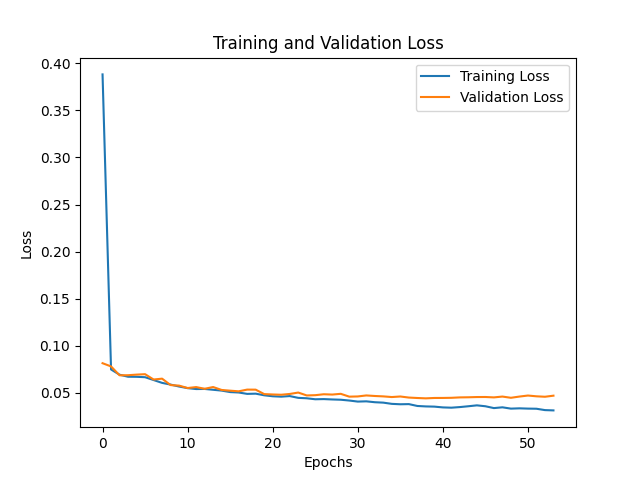 Training and Validation Loss
Training Loss
Validation Loss
0.40
0.35
0.30
0.25
0.20
0.15
0.10
0.05
Loss
0 10 20 30 40 50
Epochs